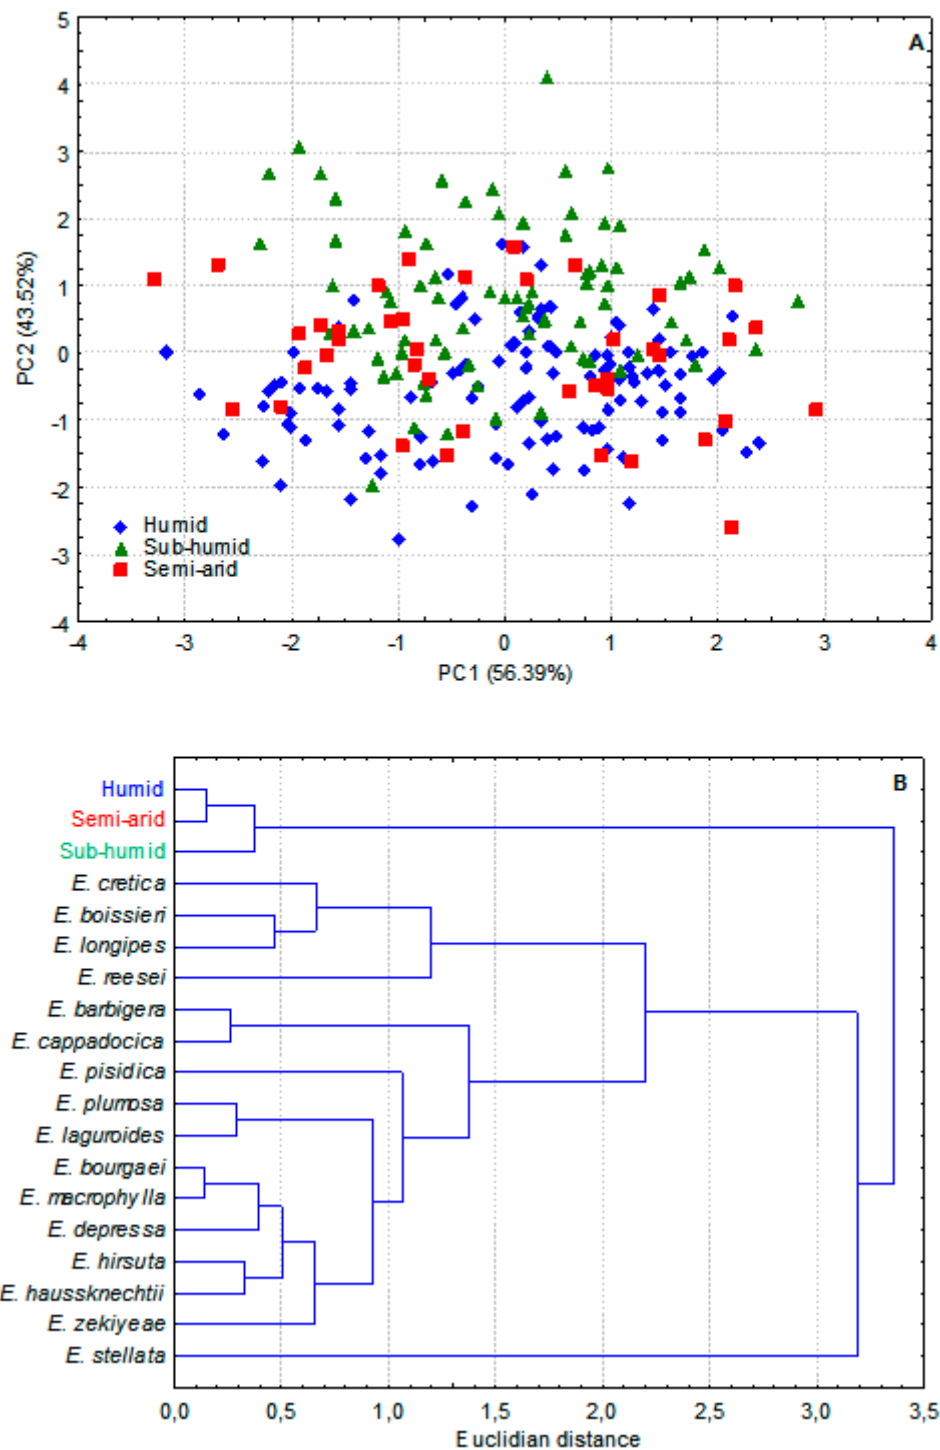 A
5
4
3
2
1
0
-1
-2
-3
-4
PC2 (43.52%)
Humid
Sub-humid
Semi-arid
-4 -3 -2 -1 0 1 2 3 4
PC1 (56.39%)
B
Humid
Semi-arid
Sub-humid
E. cretica
E. boissieri
E. longipes
E. reesei
E. barbigera
E. cappadocica
E. pisidica
E. plumosa
E. laguroides
E. bourgaei
E. macrophylla
E. depressa
E. hirsuta
E. haussknechtii
E. zekiyeae
E. stellata
0,0 0,5 1,0 1,5 2,0 2,5 3,0 3,5
Euclidian distance